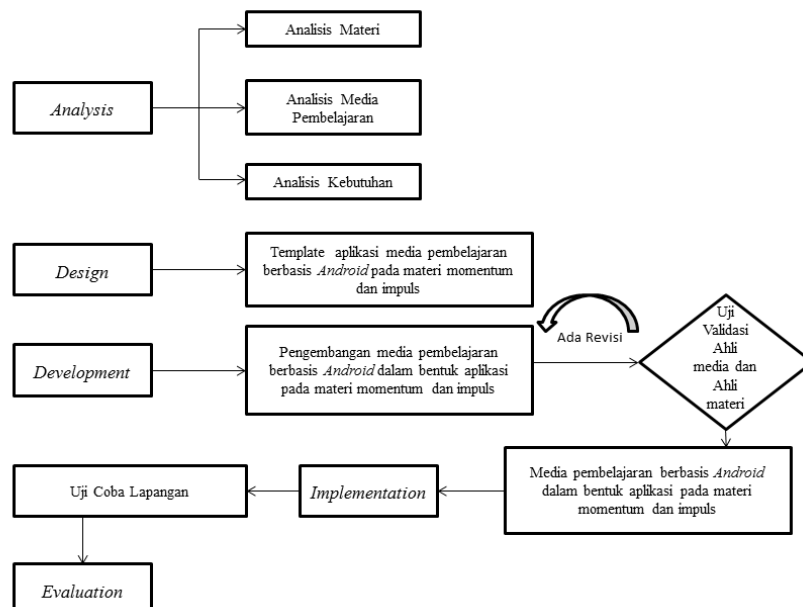 Analisis Materi
Analysis
Analisis Media
Pembelajaran
Analisis Kebutuhan
Design
Template aplikasi media pembelajaran
berbasis Android pada materi momentum
dan impuls
Development
Pengembangan media pembelajaran
berbasis Android dalam bentuk aplikasi
pada materi momentum dan impuls
Ada Revisi
Uji
Validasi
Ahli
media dan
Ahli
materi
Media pembelajaran berbasis Android
dalam bentuk aplikasi pada materi
momentum dan impuls
Implementation
Uji Coba Lapangan
Evaluation